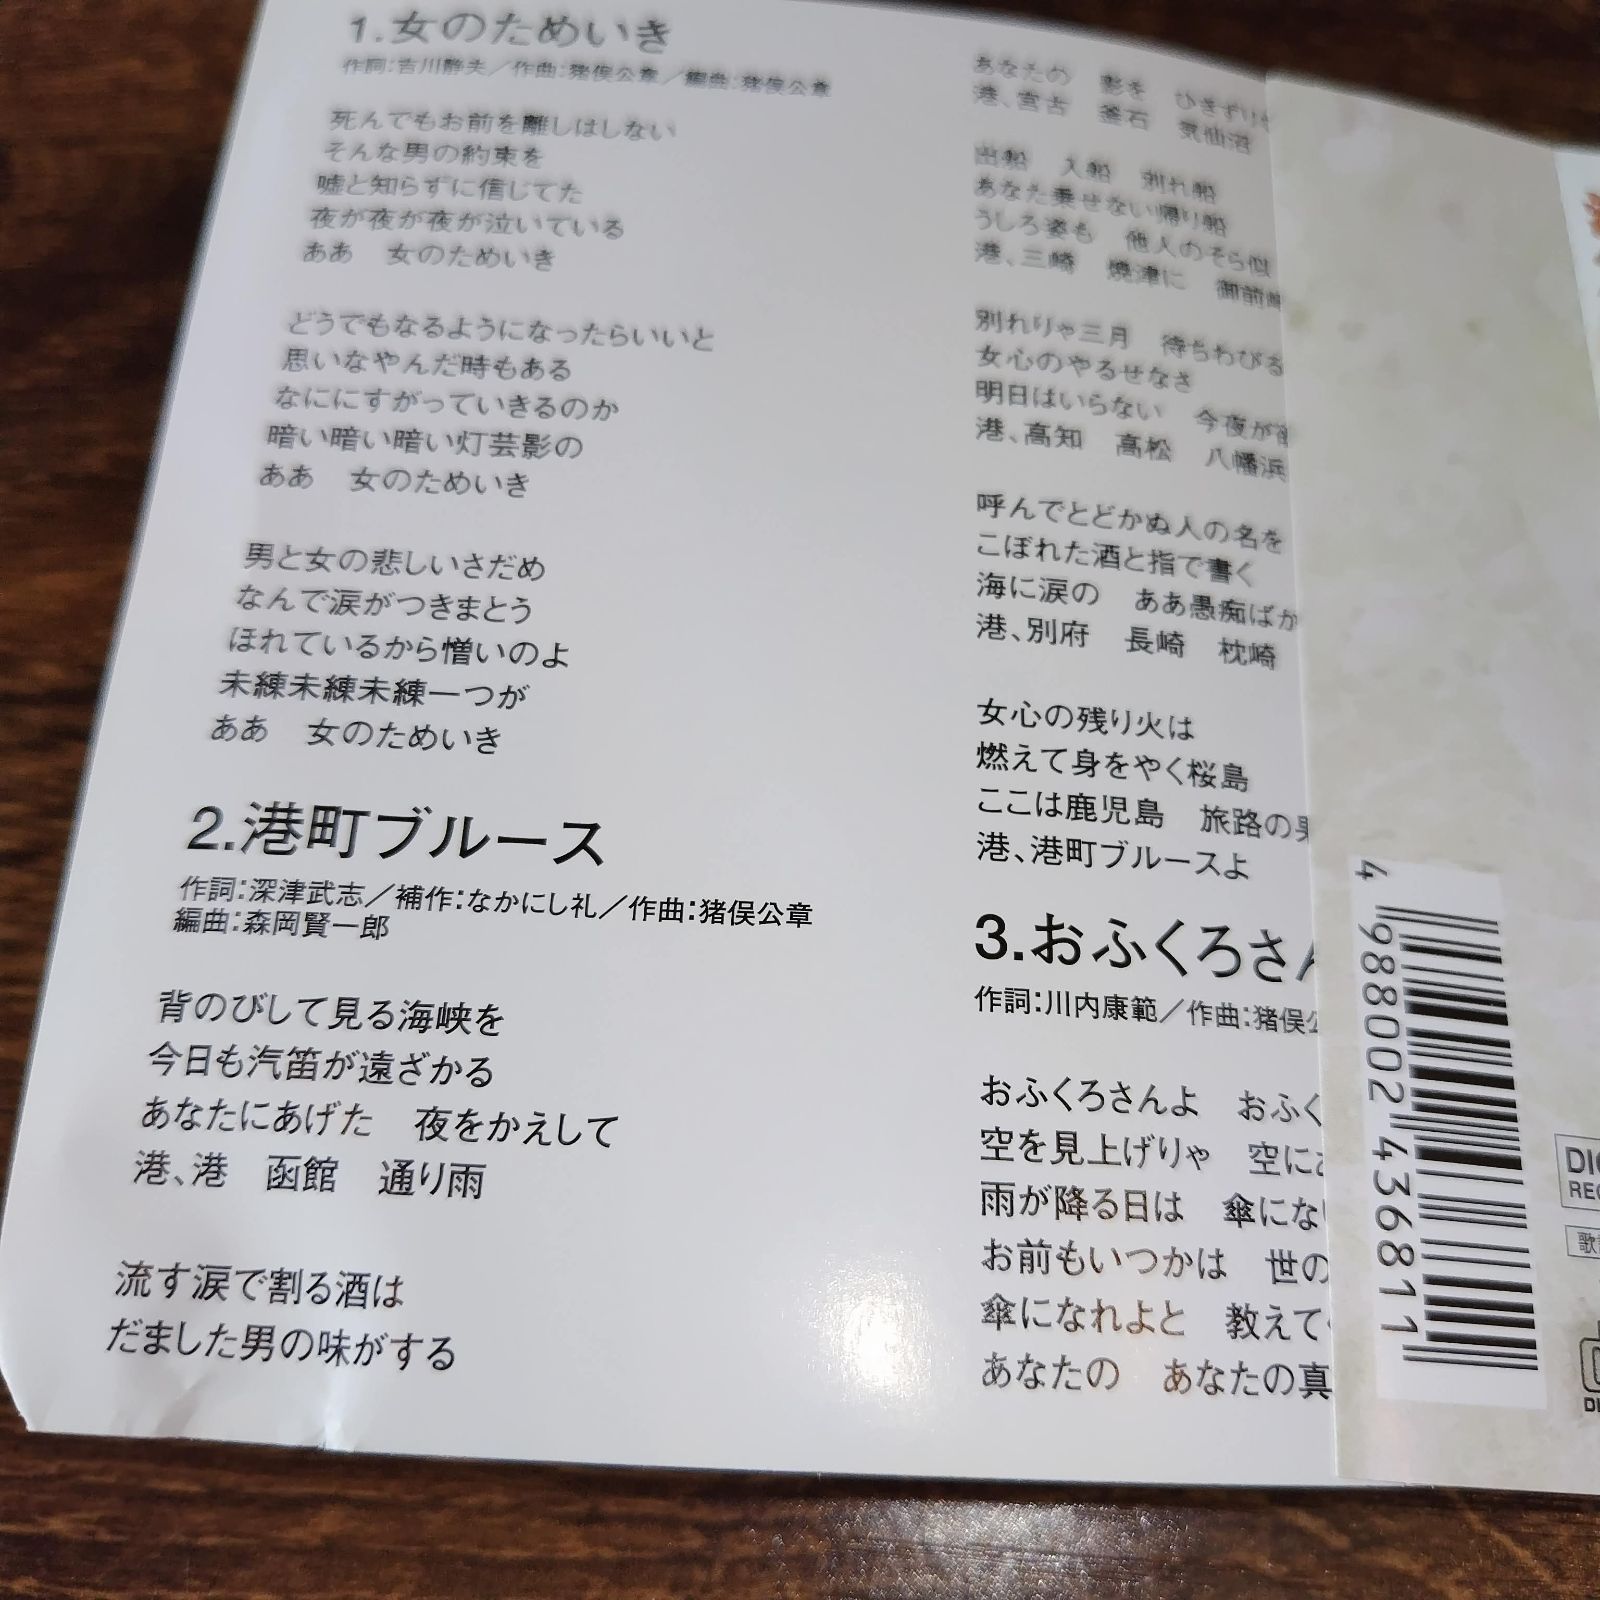 1.女のためいき
作詞:吉川静夫／作曲:猪俣公章／編曲:猪俣公章
死んでもお前を離しはしない
そんな男の約束を
嘘と知らずに信じてた
夜が夜が夜が泣いている
ああ　女のためいき
どうでもなるようになったらいいと
思いなやんだ時もある
なににすがっていきるのか
暗い暗い暗い灯芸影の
ああ　女のためいき
男と女の悲しいさだめ
なんで涙がつきまとう
ほれているから憎いのよ
未練未練未練一つが
ああ　女のためいき
2.港町ブルース
作詞:深津武志／補作:なかにし礼／作曲:猪俣公章
編曲:森岡賢一郎
背のびして見る海峡を
今日も汽笛が遠ざかる
あなたにあげた　夜をかえして
港、港　函館　通り雨
流す涙で割る酒は
だました男の味がする
あなたの　影を　ひきずり
港、宮古　釜石　気仙沼
出船　入船　別れ船
あなた乗せない帰り船
うしろ姿も　他人のそら似
港、三崎　焼津に　御前
別れりゃ三月　待ちわびる
女心のやるせなさ
明日はいらない　今夜が
港、高知　高松　八幡浜
呼んでとどかぬ人の名を
こぼれた酒と指で書く
海に涙の　ああ愚痴ばか
港、別府　長崎　枕崎
女心の残り火は
燃えて身をやく桜島
ここは鹿児島　旅路の
港、港町ブルースよ
3.おふくろさん
作詞:川内康範／作曲:猪俣
おふくろさんよ　おふく
空を見上げりゃ　空に
雨が降る日は　傘にな
お前もいつかは　世の
傘になれよと　教えて
あなたの　あなたの真
4 988002 436811
DI
RE
歌